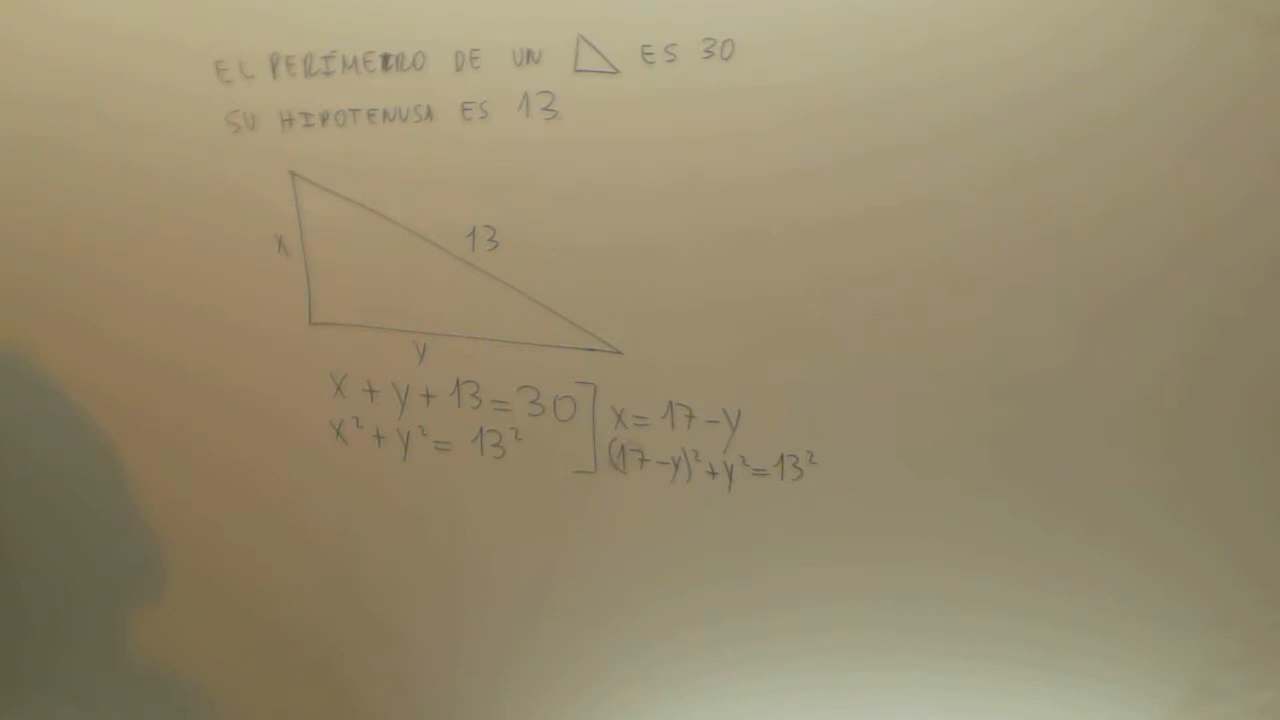 EL PERÍMETRO DE UN ES 30
SU HIPOTENUSA ES 13
x
13
y
x + y + 13 = 30
x² + y² = 13²
x = 17 - y
(17 - y)² + y² = 13²